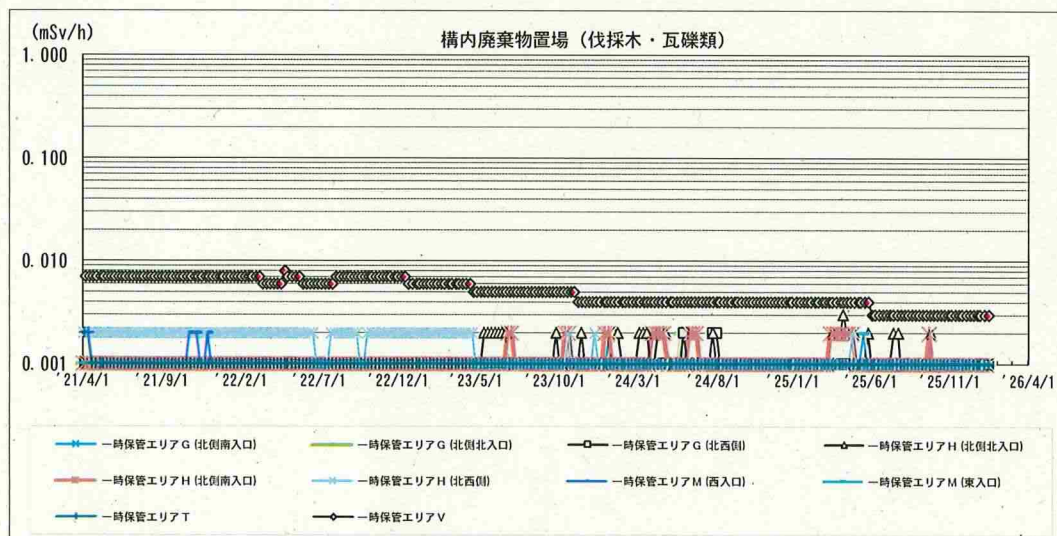 (mSv/h)
構内廃棄物置場（伐採木・瓦礫類）
1.000
0.100
0.010
0.001
'21/4/1 '21/9/1 '22/2/1 '22/7/1 '22/12/1 '23/5/1 '23/10/1 '24/3/1 '24/8/1 '25/1/1 '25/6/1 '25/11/1 '26/4/1
一時保管エリアG(北側南入口) 一時保管エリアG(北側北入口) 一時保管エリアG(北西側) 一時保管エリアH(北側北入口)
一時保管エリアH(北側南入口) 一時保管エリアH(北西側) 一時保管エリアM(西入口) 一時保管エリアM(東入口)
一時保管エリアT 一時保管エリアV